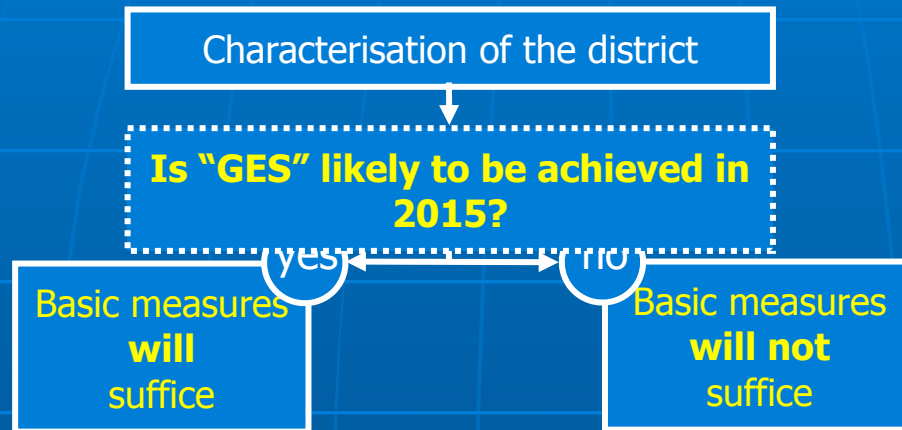 Characterisation of the district
Is “GES” likely to be achieved in
2015?
yes
no
Basic measures
will
suffice
Basic measures
will not
suffice